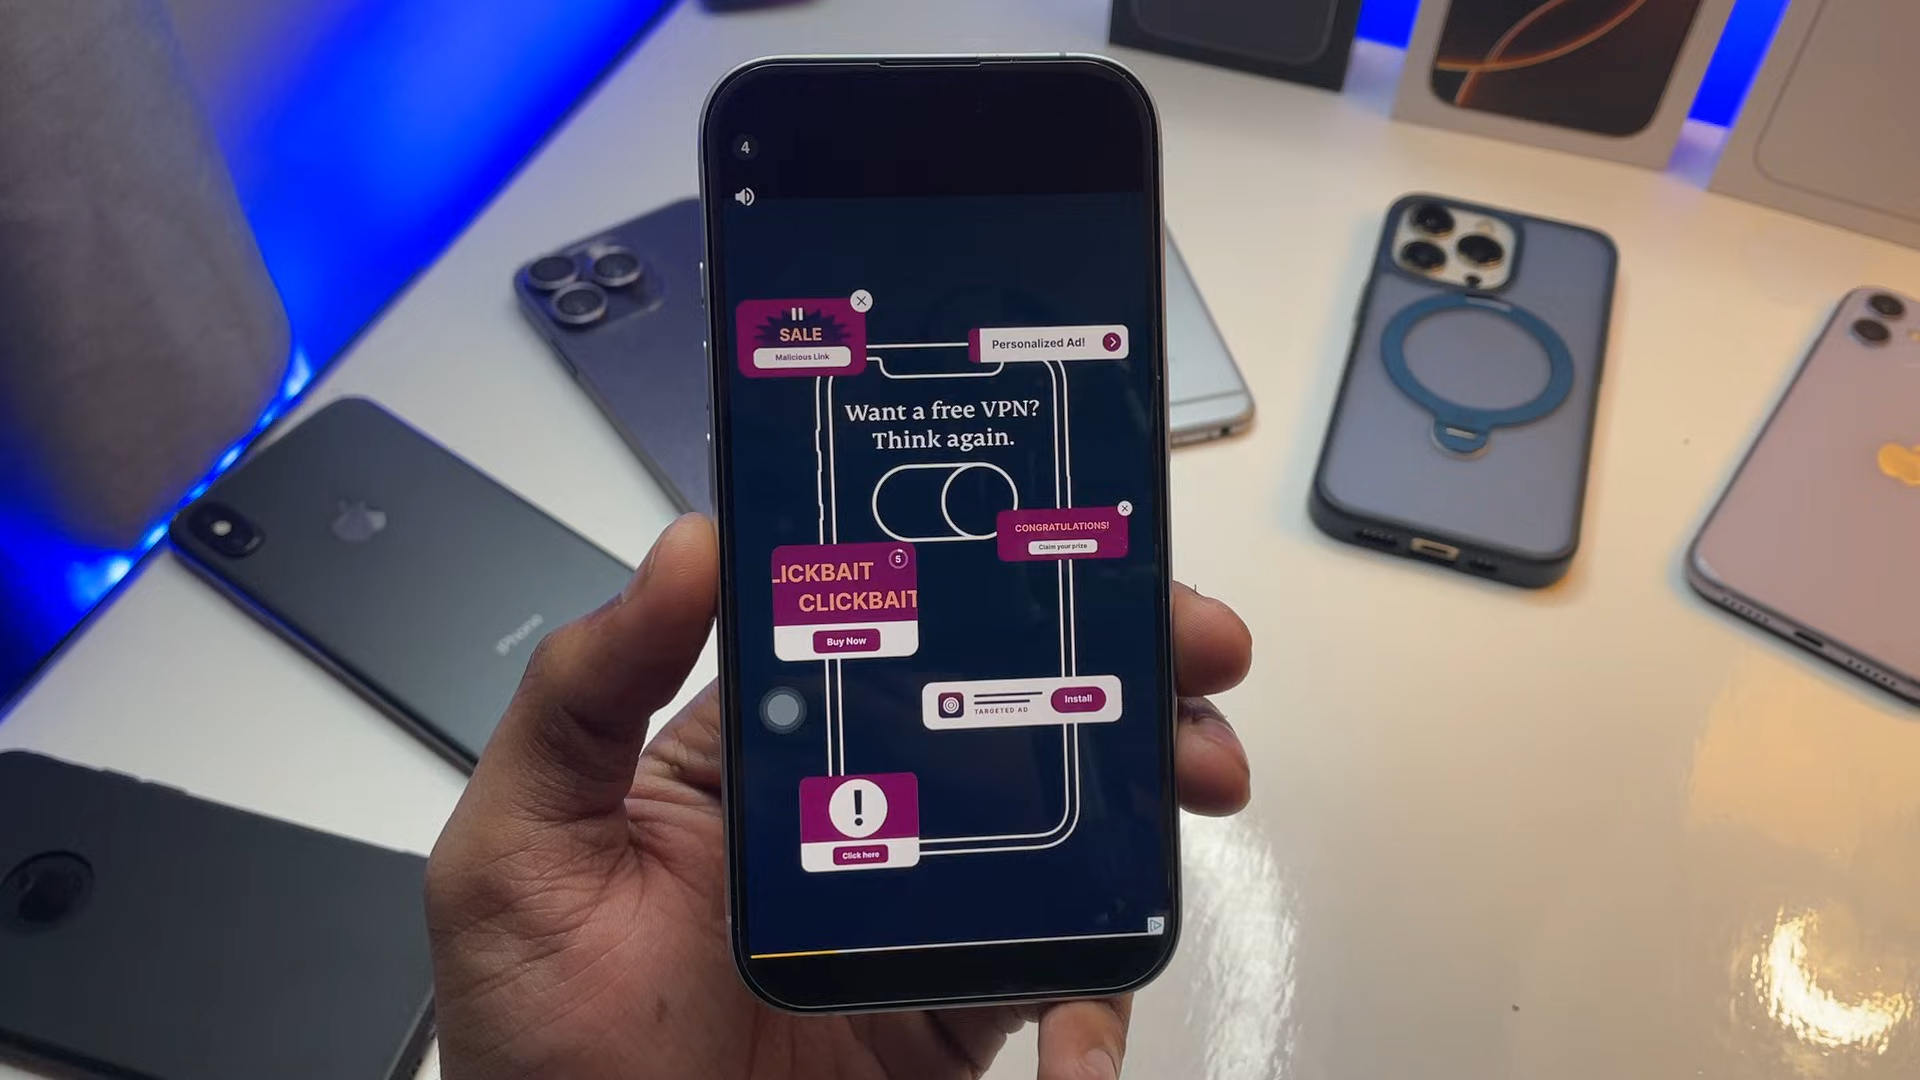 4
SALE
Malicious Link
Personalized Ad!
Want a free VPN?
Think again.
CONGRATULATIONS!
Claim your prize
5
LICKBAIT
CLICKBAIT
Buy Now
TARGETED AD
Install
!
Click here
iPhone